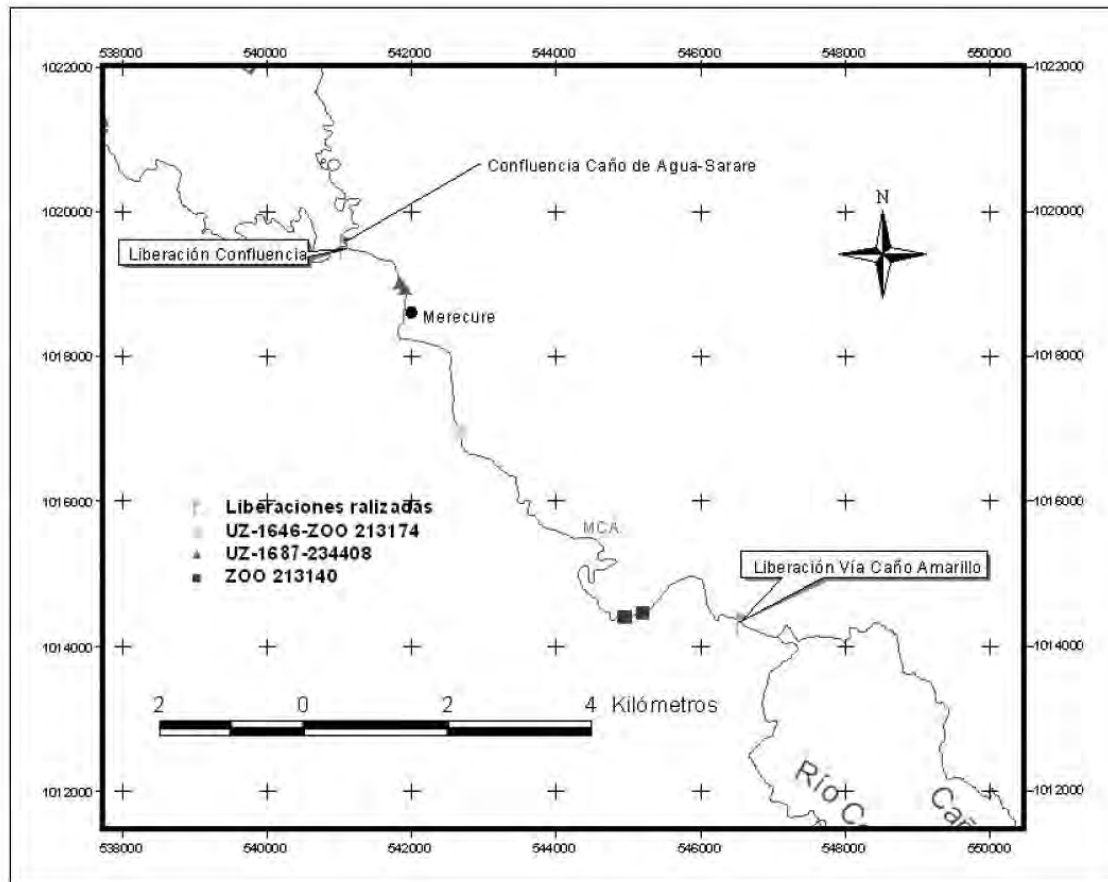 538000 540000 542000 544000 546000 548000 550000
1022000 1022000
Confluencia Caño de Agua-Sarare
1020000 1020000
N
Liberación Confluencia
Merecure
1018000 1018000
1016000 1016000
Liberaciones ralizadas
UZ-1646-ZOO 213174
UZ-1687-234408
ZOO 213140
MCA
Liberación Vía Caño Amarillo
1014000 1014000
2 0 2 4 Kilómetros
Río C
Cañ
1012000 1012000
538000 540000 542000 544000 546000 548000 550000